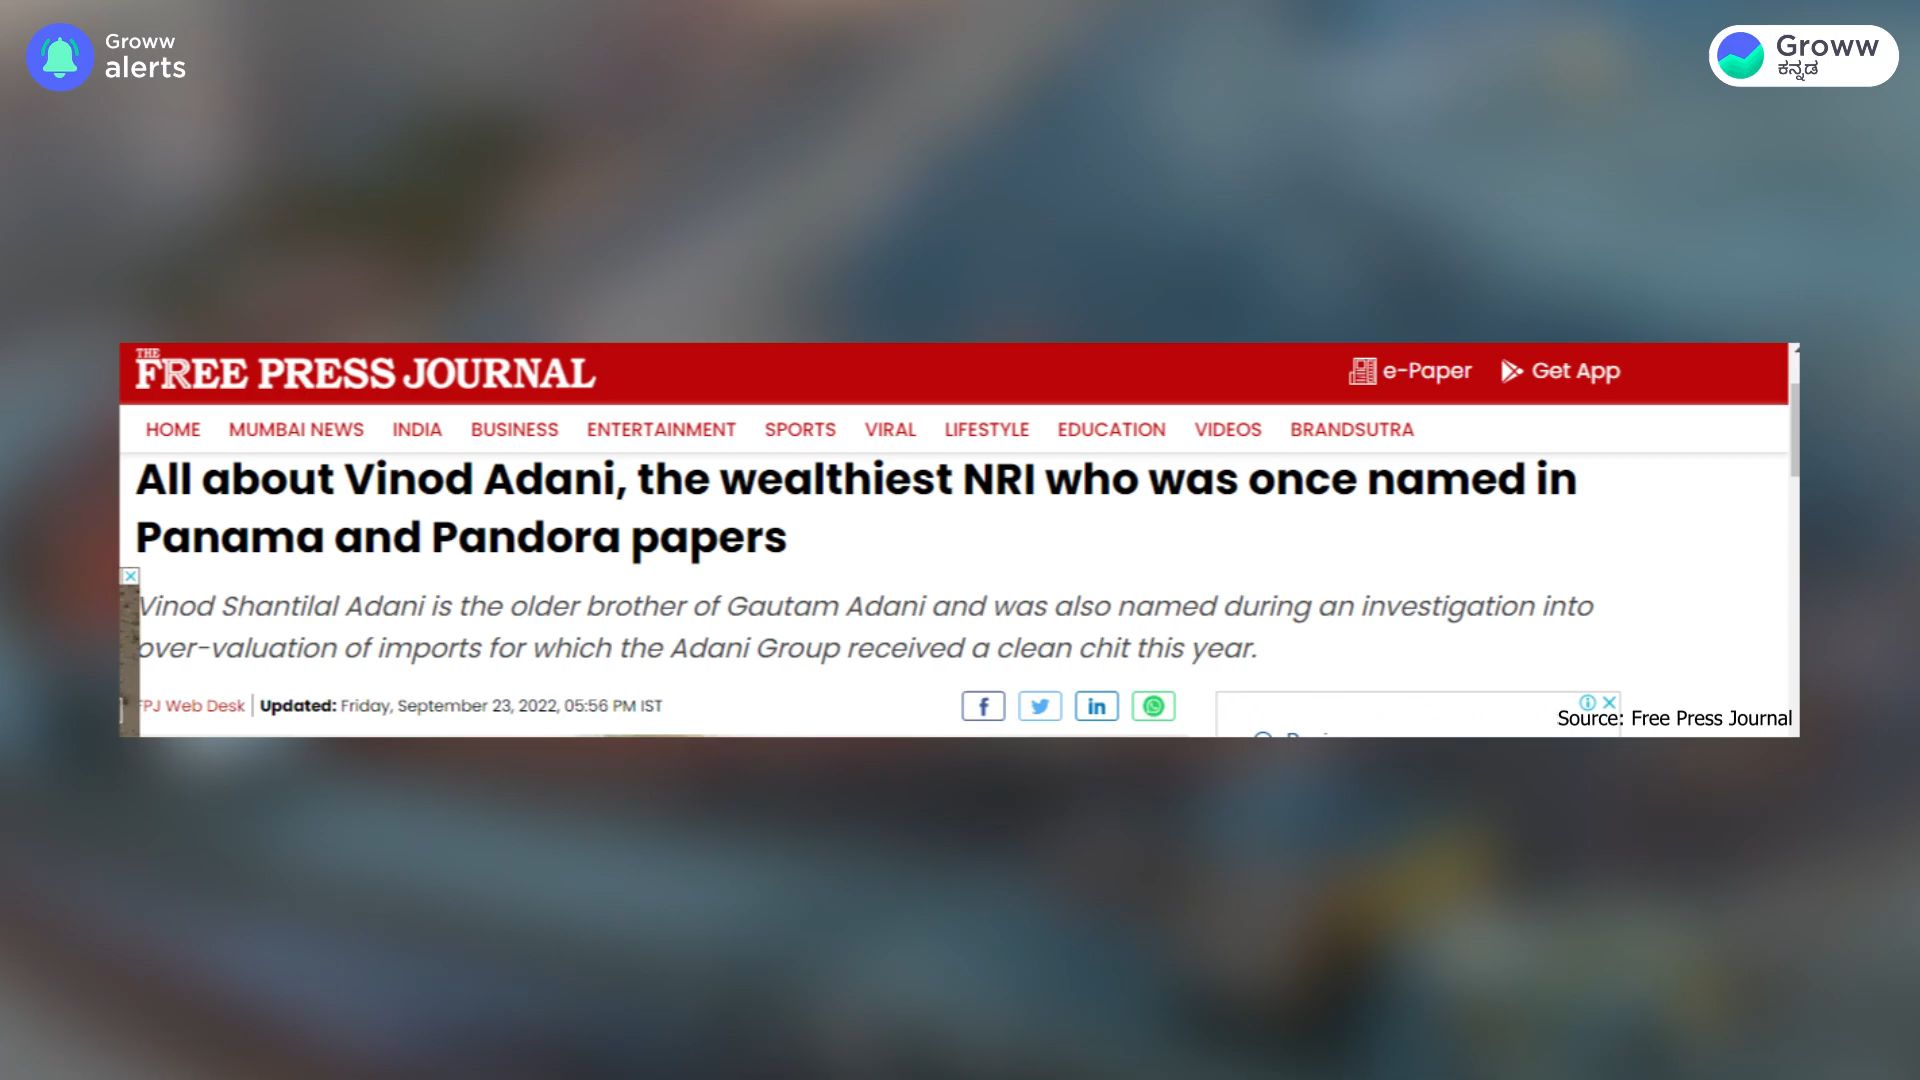 Groww
alerts
Groww
ಕನ್ನಡ
THE
FREE PRESS JOURNAL
e-Paper
Get App
HOME MUMBAI NEWS INDIA BUSINESS ENTERTAINMENT SPORTS VIRAL LIFESTYLE EDUCATION VIDEOS BRANDSUTRA
All about Vinod Adani, the wealthiest NRI who was once named in
Panama and Pandora papers
Vinod Shantilal Adani is the older brother of Gautam Adani and was also named during an investigation into
over-valuation of imports for which the Adani Group received a clean chit this year.
FPJ Web Desk | Updated: Friday, September 23, 2022, 05:56 PM IST
Source: Free Press Journal